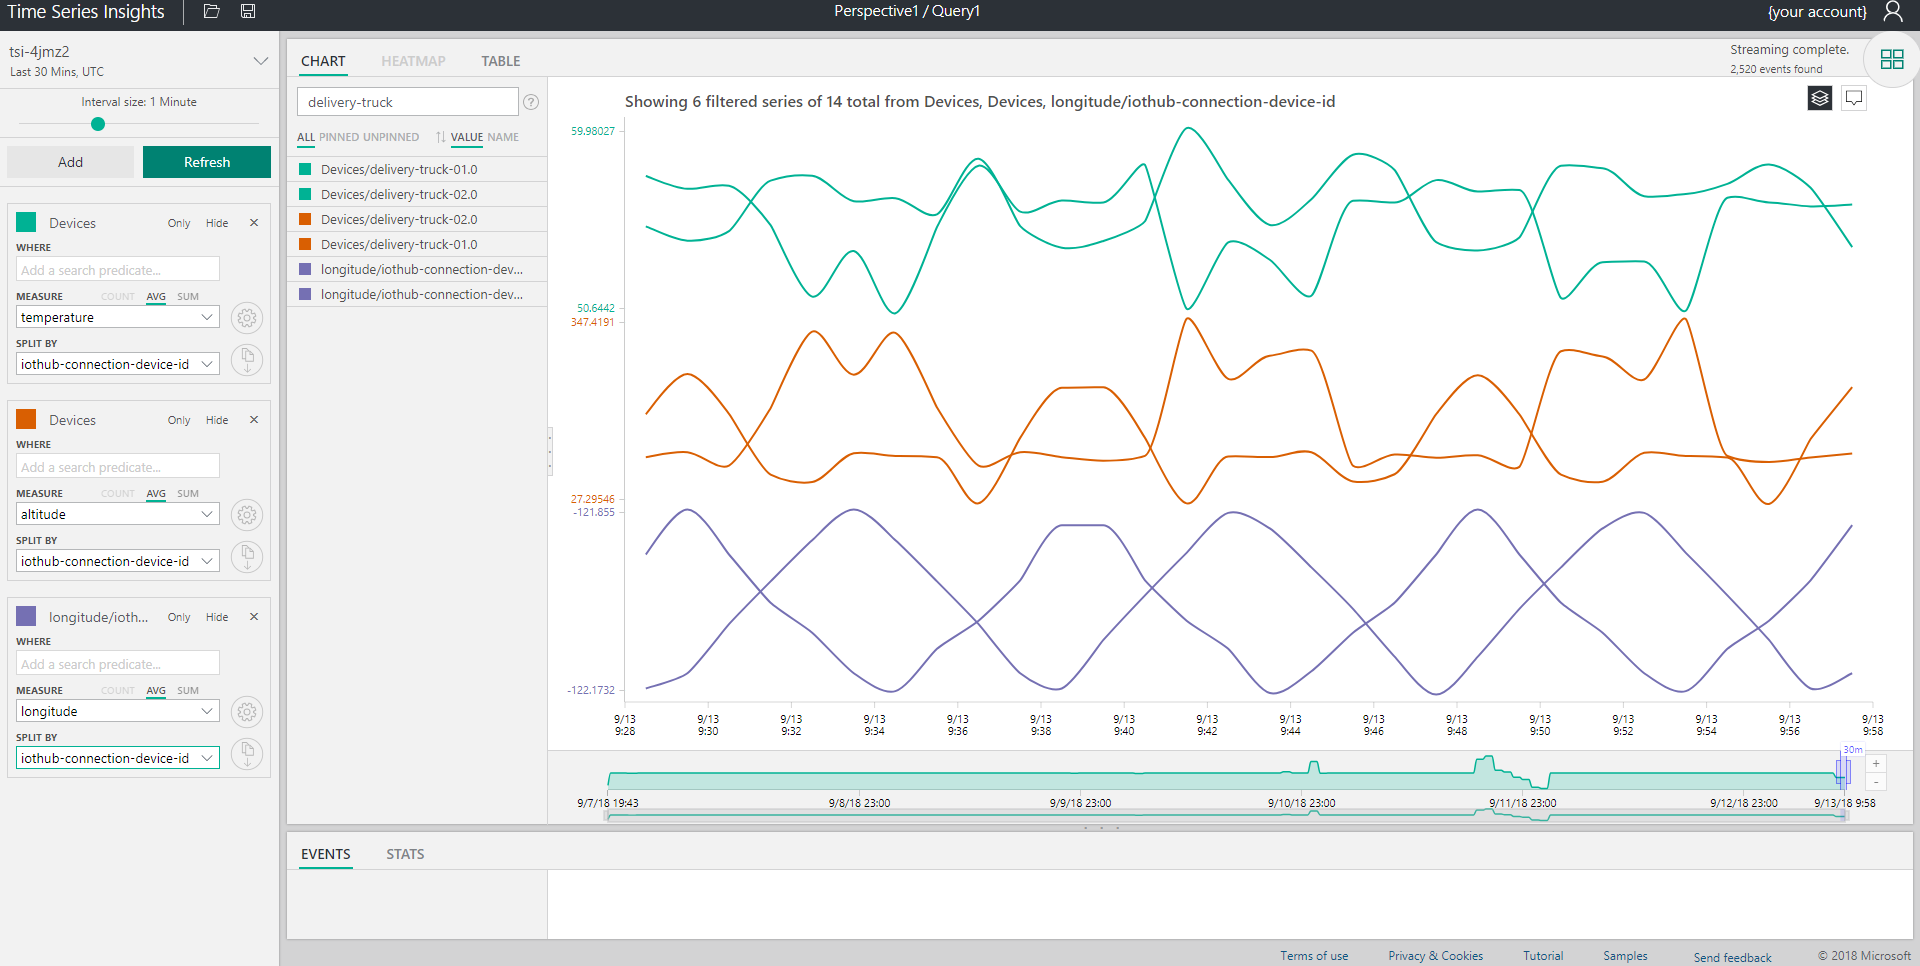 Time Series Insights
Perspective1 / Query1
{your account}
tsi-4jmz2
Last 30 Mins, UTC
Interval size: 1 Minute
Add
Refresh
Devices
Only
Hide
×
WHERE
Add a search predicate...
MEASURE
COUNT
AVG
SUM
temperature
SPLIT BY
iothub-connection-device-id
Devices
Only
Hide
×
WHERE
Add a search predicate...
MEASURE
COUNT
AVG
SUM
altitude
SPLIT BY
iothub-connection-device-id
longitude/ioth...
Only
Hide
×
WHERE
Add a search predicate...
MEASURE
COUNT
AVG
SUM
longitude
SPLIT BY
iothub-connection-device-id
CHART
HEATMAP
TABLE
Streaming complete.
2,520 events found
delivery-truck
?
ALL
PINNED
UNPINNED
VALUE
NAME
Devices/delivery-truck-01.0
Devices/delivery-truck-02.0
Devices/delivery-truck-02.0
Devices/delivery-truck-01.0
longitude/iothub-connection-dev...
longitude/iothub-connection-dev...
Showing 6 filtered series of 14 total from Devices, Devices, longitude/iothub-connection-device-id
59.98027
50.6442
347.4191
27.29546
-121.855
-122.1732
9/13
9:28
9/13
9:30
9/13
9:32
9/13
9:34
9/13
9:36
9/13
9:38
9/13
9:40
9/13
9:42
9/13
9:44
9/13
9:46
9/13
9:48
9/13
9:50
9/13
9:52
9/13
9:54
9/13
9:56
9/13
9:58
30m
+
-
9/7/18 19:43
9/8/18 23:00
9/9/18 23:00
9/10/18 23:00
9/11/18 23:00
9/12/18 23:00
9/13/18 9:58
EVENTS
STATS
Terms of use
Privacy & Cookies
Tutorial
Samples
Send feedback
© 2018 Microsoft